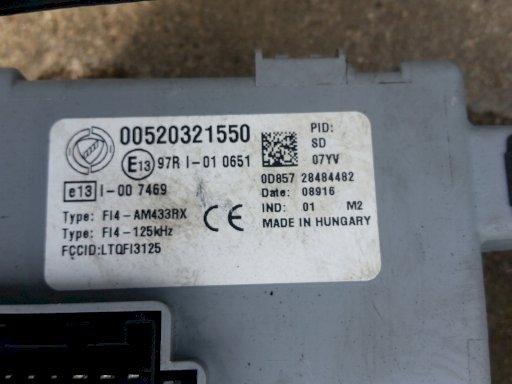 00520321550
E13 97R I-01 0651
e13 I-00 7469
Type: FI4-AM433RX
Type: FI4-125kHz
FCCID:LTQFI3125
CE
PID:
SD
07YV
0D857 28484482
Date: 08916
IND: 01 M2
MADE IN HUNGARY